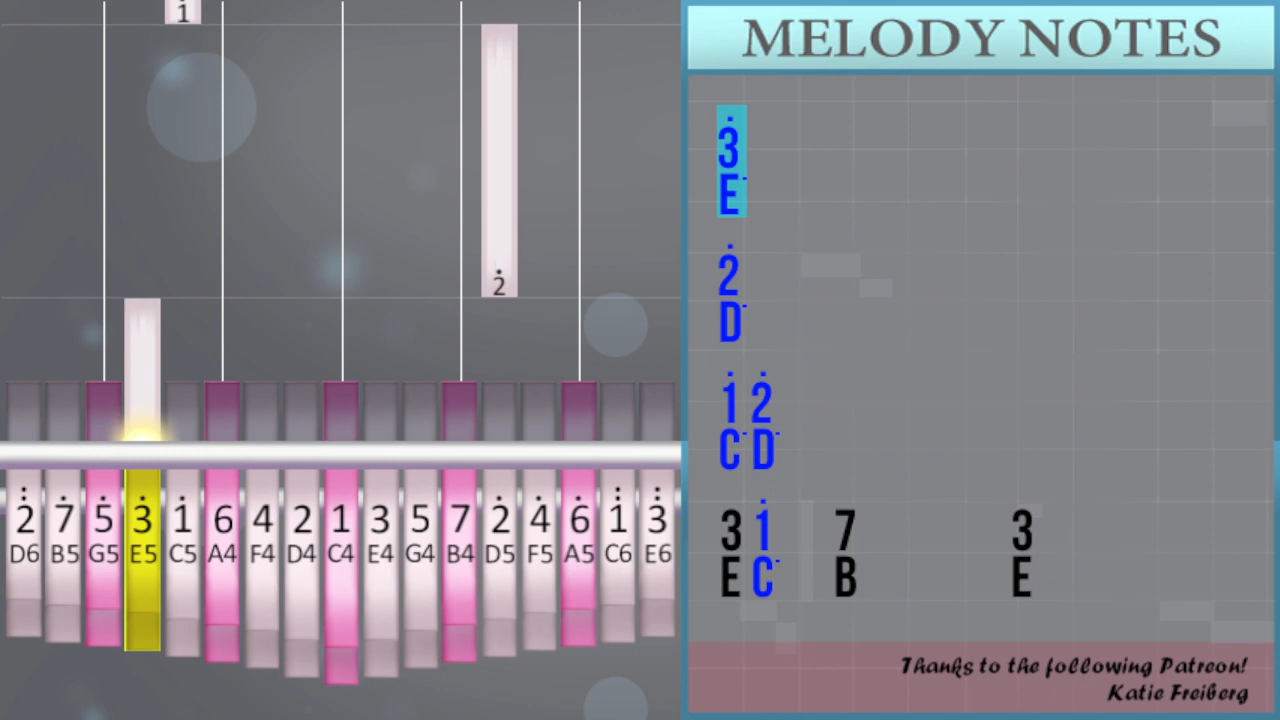 1̇
MELODY NOTES
3̇
E˙
2̇
2̇
D˙
1̇ 2̇
C˙ D˙
2̈ 7̇ 5̇ 3̇ 1̇ 6 4 2 1 3 5 7 2̇ 4̇ 6̇ 1̈ 3̈
D6 B5 G5 E5 C5 A4 F4 D4 C4 E4 G4 B4 D5 F5 A5 C6 E6
3 1̇ 7 3
E C˙ B E
Thanks to the following Patreon!
Katie Freiberg